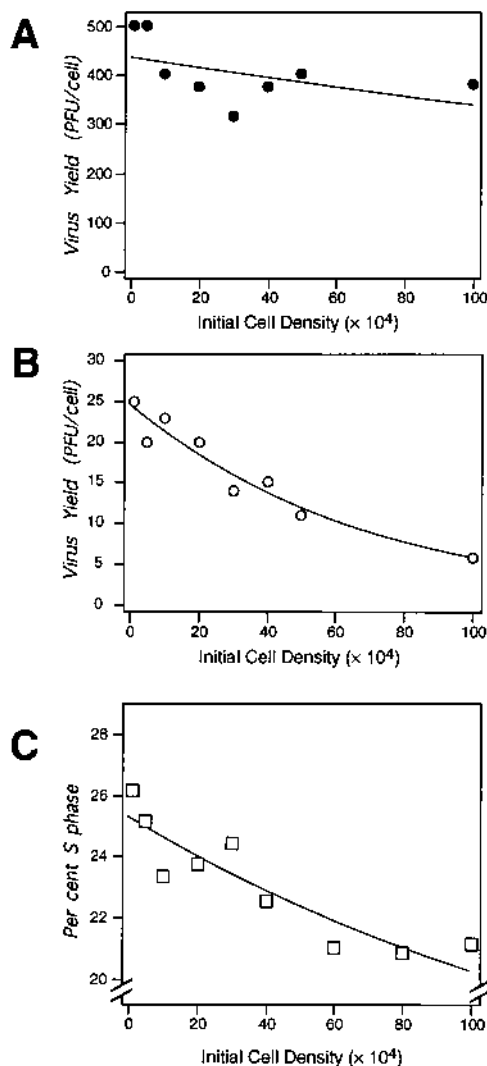 A
500
400
300
200
100
0
Virus Yield (PFU/cell)
0 20 40 60 80 100
Initial Cell Density (× 10⁴)
B
30
25
20
15
10
5
0
Virus Yield (PFU/cell)
0 20 40 60 80 100
Initial Cell Density (× 10⁴)
C
28
26
24
22
20
Per cent S phase
0 20 40 60 80 100
Initial Cell Density (× 10⁴)